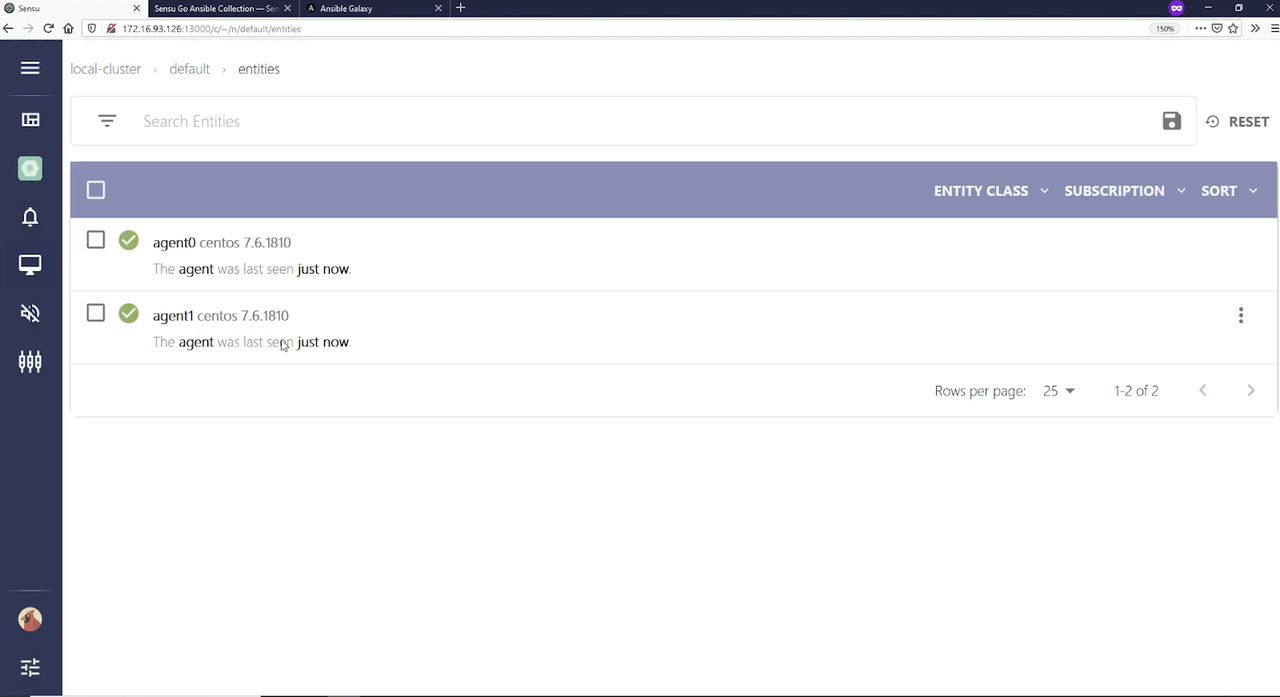 Sensu
Sensu Go Ansible Collection — Sen
A Ansible Galaxy
172.16.93.126:13000/c/~/n/default/entities
150%
local-cluster › default › entities
Search Entities
RESET
ENTITY CLASS
SUBSCRIPTION
SORT
agent0 centos 7.6.1810
The agent was last seen just now.
agent1 centos 7.6.1810
The agent was last seen just now.
Rows per page: 25
1-2 of 2